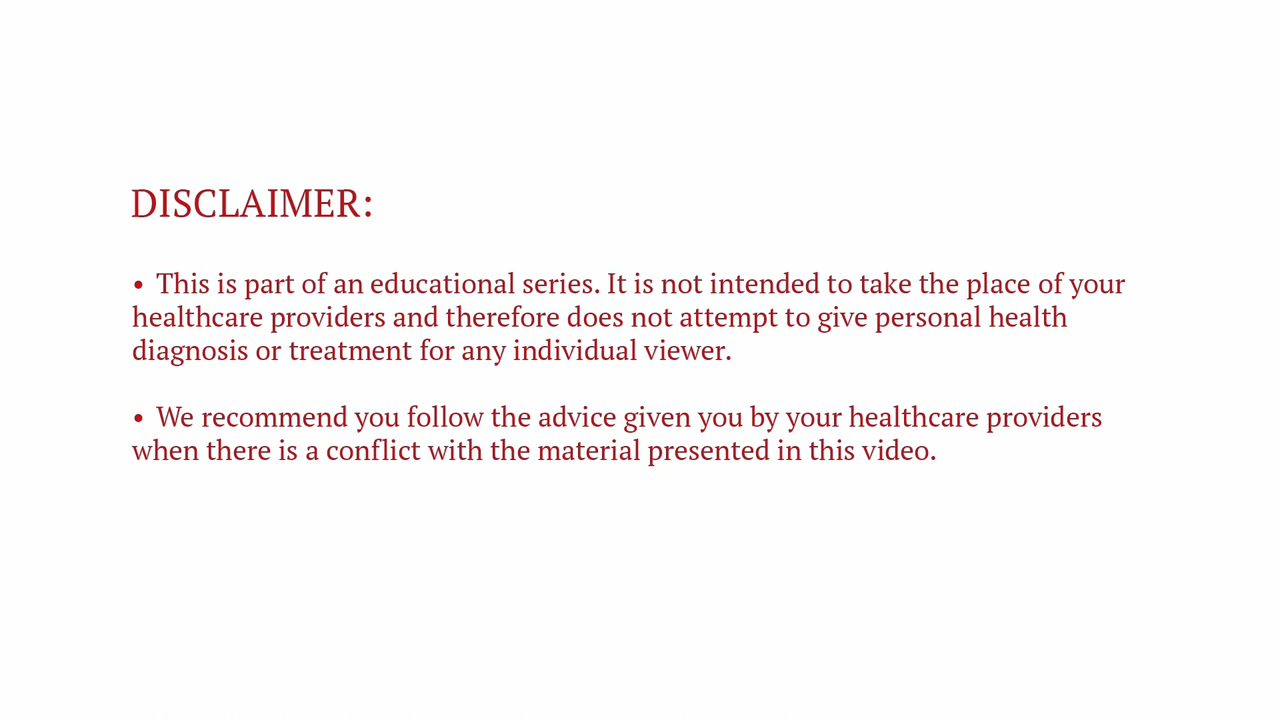 DISCLAIMER:
• This is part of an educational series. It is not intended to take the place of your
healthcare providers and therefore does not attempt to give personal health
diagnosis or treatment for any individual viewer.
• We recommend you follow the advice given you by your healthcare providers
when there is a conflict with the material presented in this video.